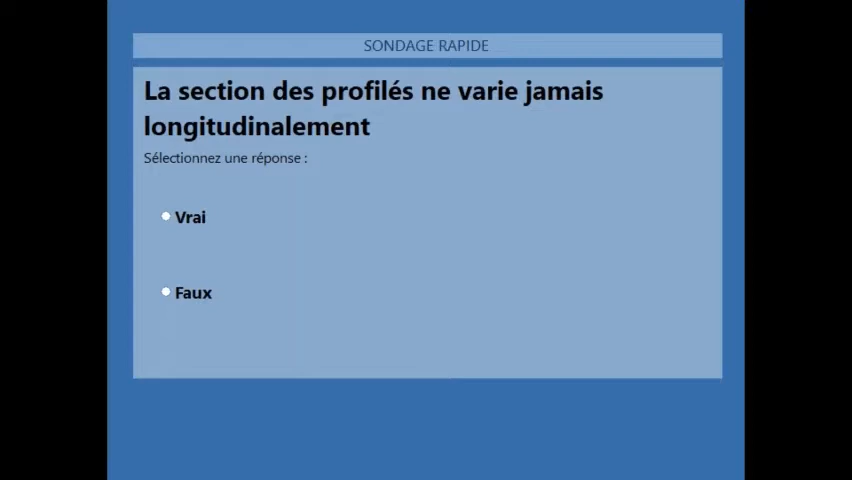 SONDAGE RAPIDE
La section des profilés ne varie jamais
longitudinalement
Sélectionnez une réponse :
Vrai
Faux